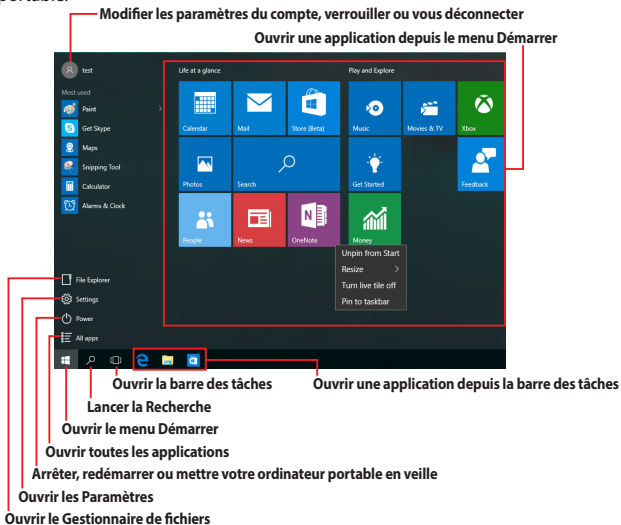 portable.
Modifier les paramètres du compte, verrouiller ou vous déconnecter
Ouvrir une application depuis le menu Démarrer
test
Life at a glance
Play and Explore
Most used
Paint
Get Skype
Maps
Snipping Tool
Calculator
Alarms & Clock
Calendar
Mail
Store (Beta)
Music
Movies & TV
Xbox
Photos
Search
Get Started
Feedback
People
News
OneNote
Money
Unpin from Start
Resize
Turn live tile off
Pin to taskbar
File Explorer
Settings
Power
All apps
Ouvrir la barre des tâches
Ouvrir une application depuis la barre des tâches
Lancer la Recherche
Ouvrir le menu Démarrer
Ouvrir toutes les applications
Arrêter, redémarrer ou mettre votre ordinateur portable en veille
Ouvrir les Paramètres
Ouvrir le Gestionnaire de fichiers